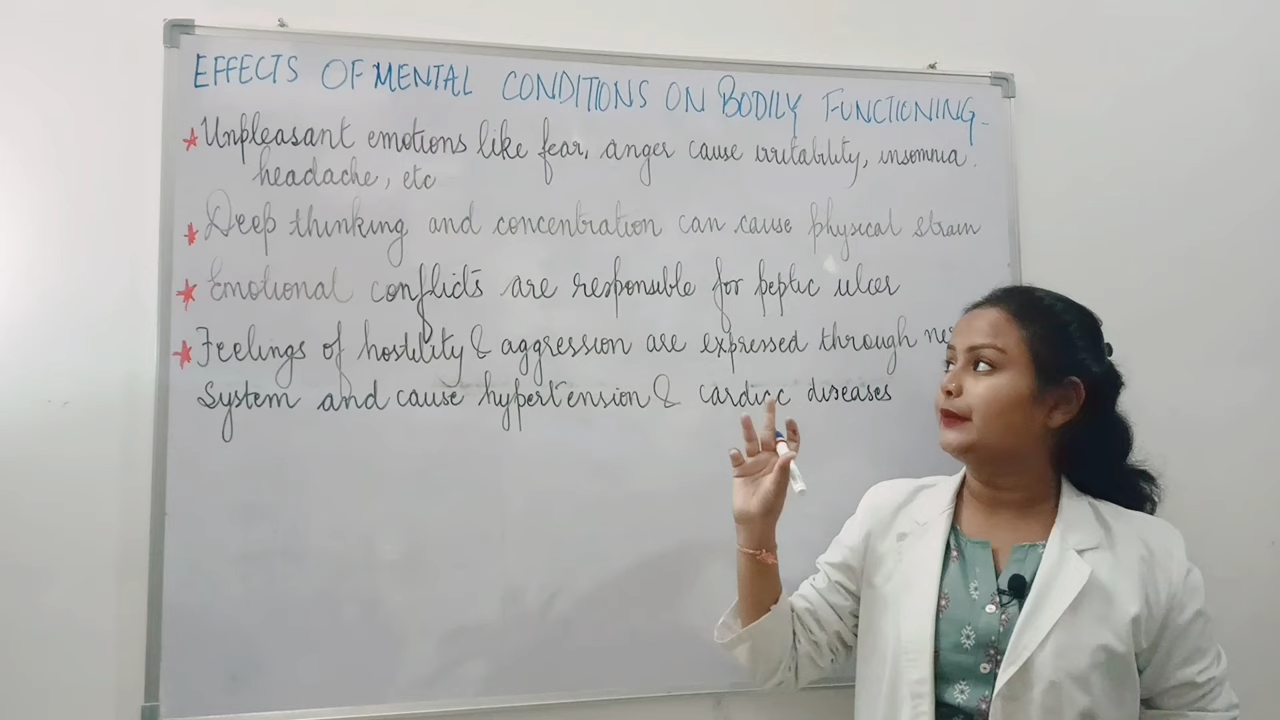 EFFECTS OF MENTAL CONDITIONS ON BODILY FUNCTIONING -
★ Unpleasant emotions like fear, anger cause irritability, insomnia.
headache, etc
★ Deep thinking and concentration can cause physical strain
★ Emotional conflicts are responsible for peptic ulcer
★ Feelings of hostility & aggression are expressed through
System and cause hypertension & cardiac diseases